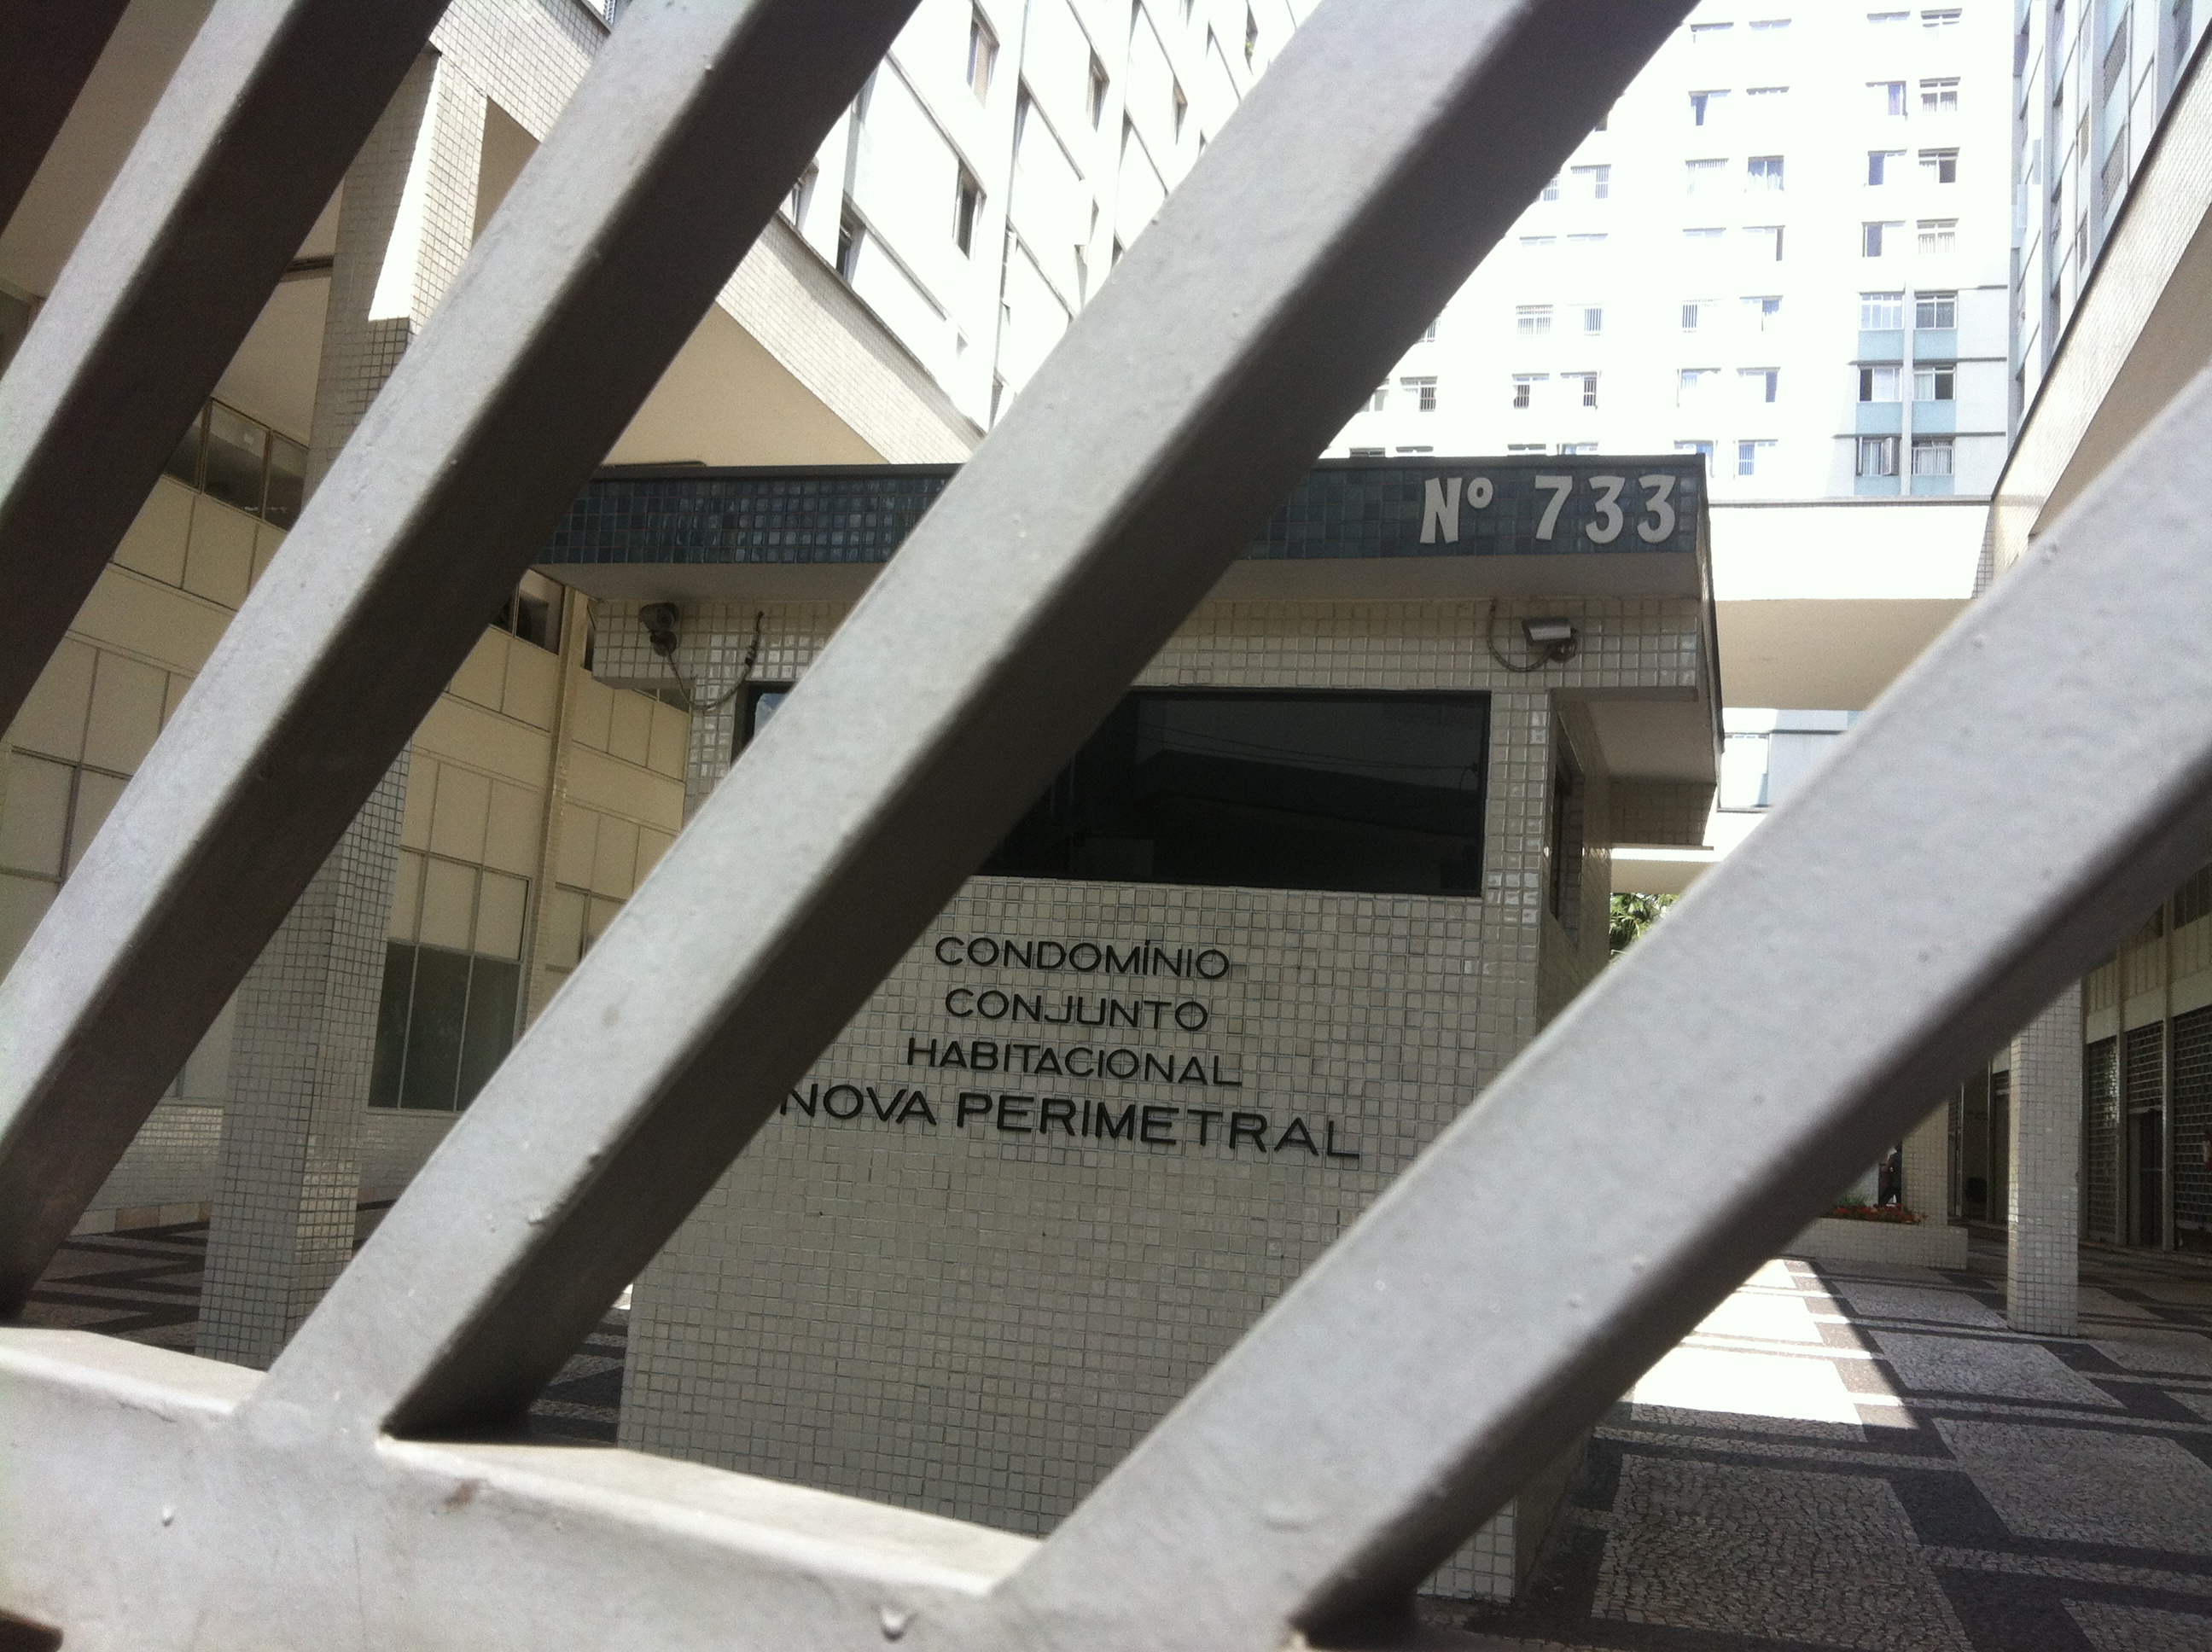 Nº 733
CONDOMÍNIO
CONJUNTO
HABITACIONAL
NOVA PERIMETRAL